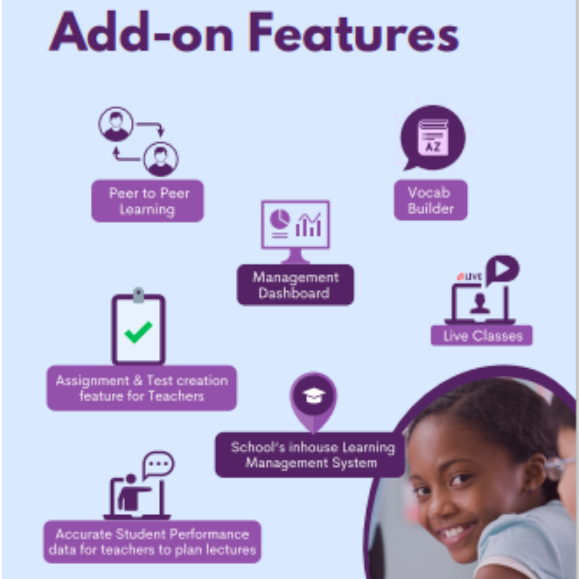 Add-on Features
Peer to Peer
Learning
AZ
Vocab
Builder
Management
Dashboard
LIVE
Live Classes
Assignment & Test creation
feature for Teachers
School's inhouse Learning
Management System
Accurate Student Performance
data for teachers to plan lectures